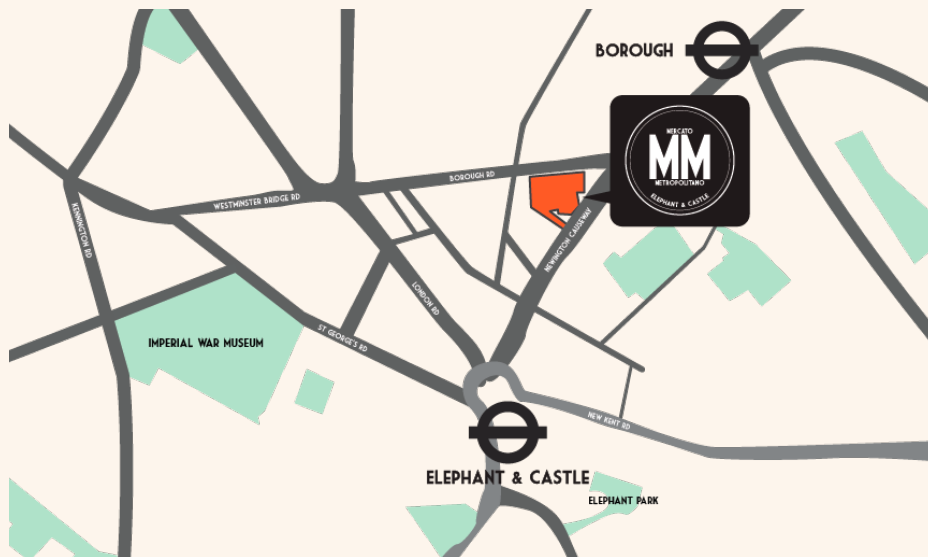 BOROUGH
MERCATO
MM
METROPOLITANO
ELEPHANT & CASTLE
BOROUGH RD
WESTMINSTER BRIDGE RD
KENNINGTON RD
NEWINGTON CAUSEWAY
LONDON RD
ST GEORGE'S RD
IMPERIAL WAR MUSEUM
NEW KENT RD
ELEPHANT & CASTLE
ELEPHANT PARK